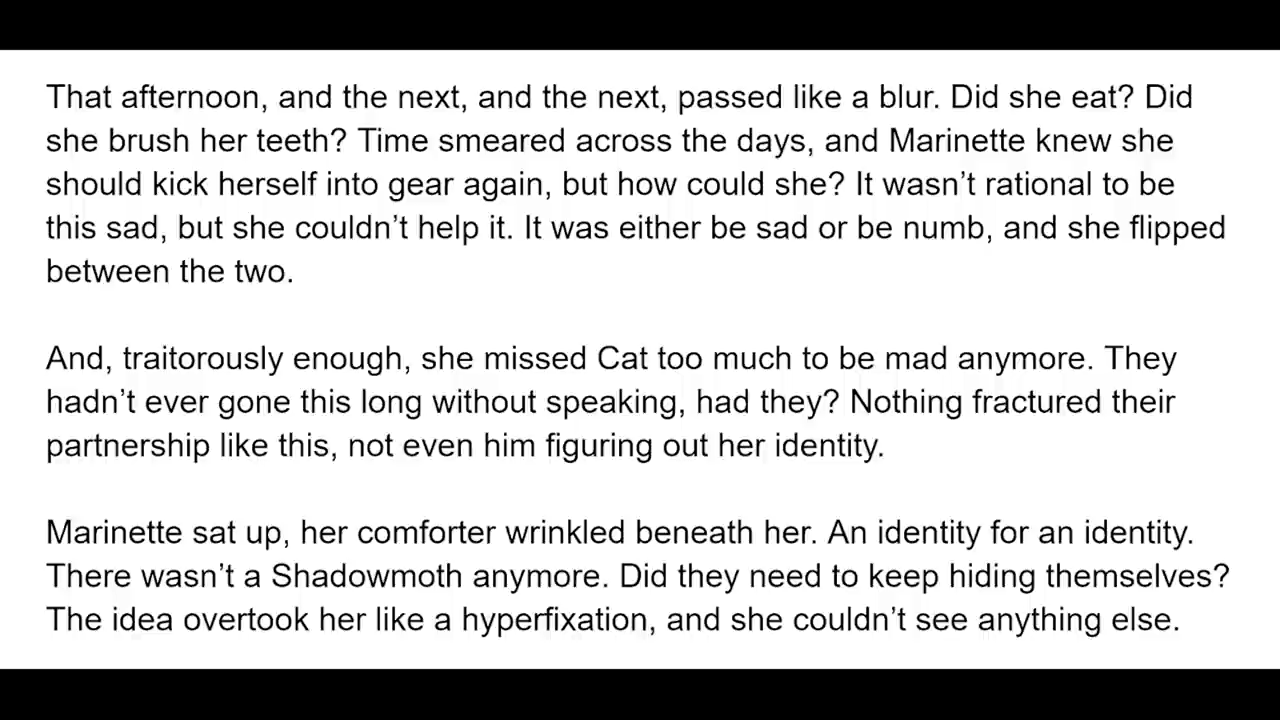 That afternoon, and the next, and the next, passed like a blur. Did she eat? Did
she brush her teeth? Time smeared across the days, and Marinette knew she
should kick herself into gear again, but how could she? It wasn’t rational to be
this sad, but she couldn’t help it. It was either be sad or be numb, and she flipped
between the two.
And, traitorously enough, she missed Cat too much to be mad anymore. They
hadn’t ever gone this long without speaking, had they? Nothing fractured their
partnership like this, not even him figuring out her identity.
Marinette sat up, her comforter wrinkled beneath her. An identity for an identity.
There wasn’t a Shadowmoth anymore. Did they need to keep hiding themselves?
The idea overtook her like a hyperfixation, and she couldn’t see anything else.